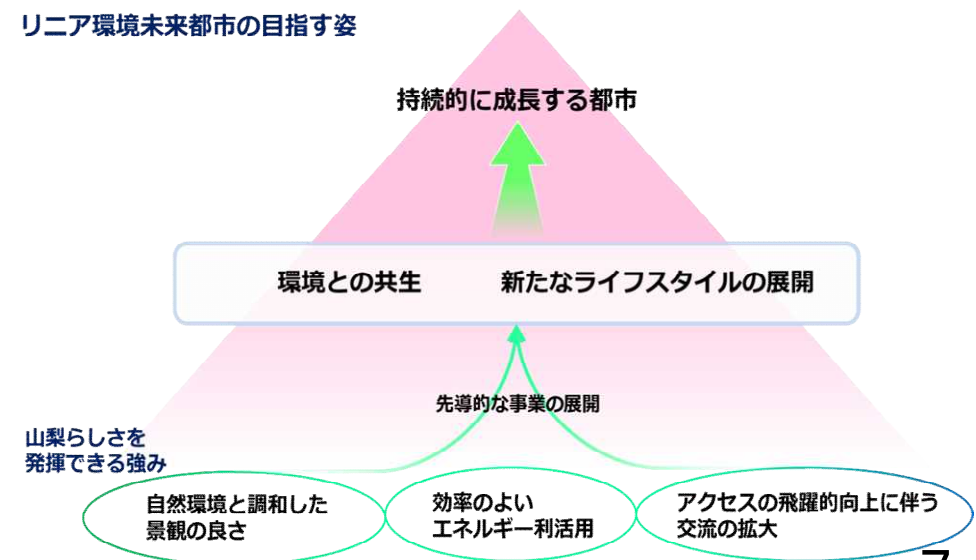 リニア環境未来都市の目指す姿
持続的に成長する都市
環境との共生 新たなライフスタイルの展開
先導的な事業の展開
山梨らしさを
発揮できる強み
自然環境と調和した
景観の良さ
効率のよい
エネルギー利活用
アクセスの飛躍的向上に伴う
交流の拡大